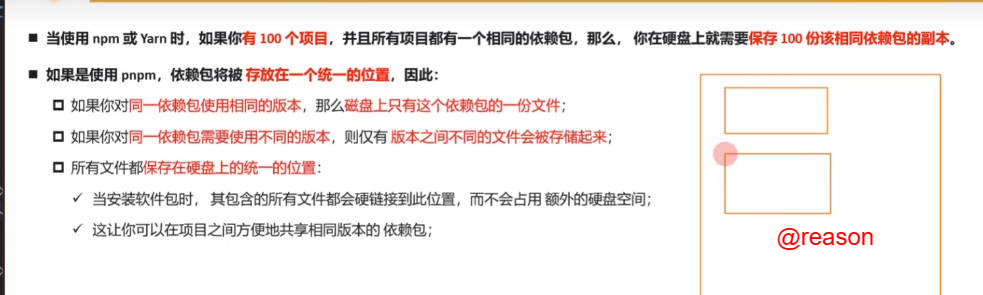 当使用 npm 或 Yarn 时，如果你有 100 个项目，并且所有项目都有一个相同的依赖包，那么， 你在硬盘上就需要保存 100 份该相同依赖包的副本。
如果是使用 pnpm，依赖包将被 存放在一个统一的位置，因此：
如果你对同一依赖包使用相同的版本，那么磁盘上只有这个依赖包的一份文件；
如果你对同一依赖包需要使用不同的版本，则仅有 版本之间不同的文件会被存储起来；
所有文件都保存在硬盘上的统一的位置：
✓ 当安装软件包时， 其包含的所有文件都会硬链接到此位置，而不会占用 额外的硬盘空间；
✓ 这让你可以在项目之间方便地共享相同版本的 依赖包；
@reason